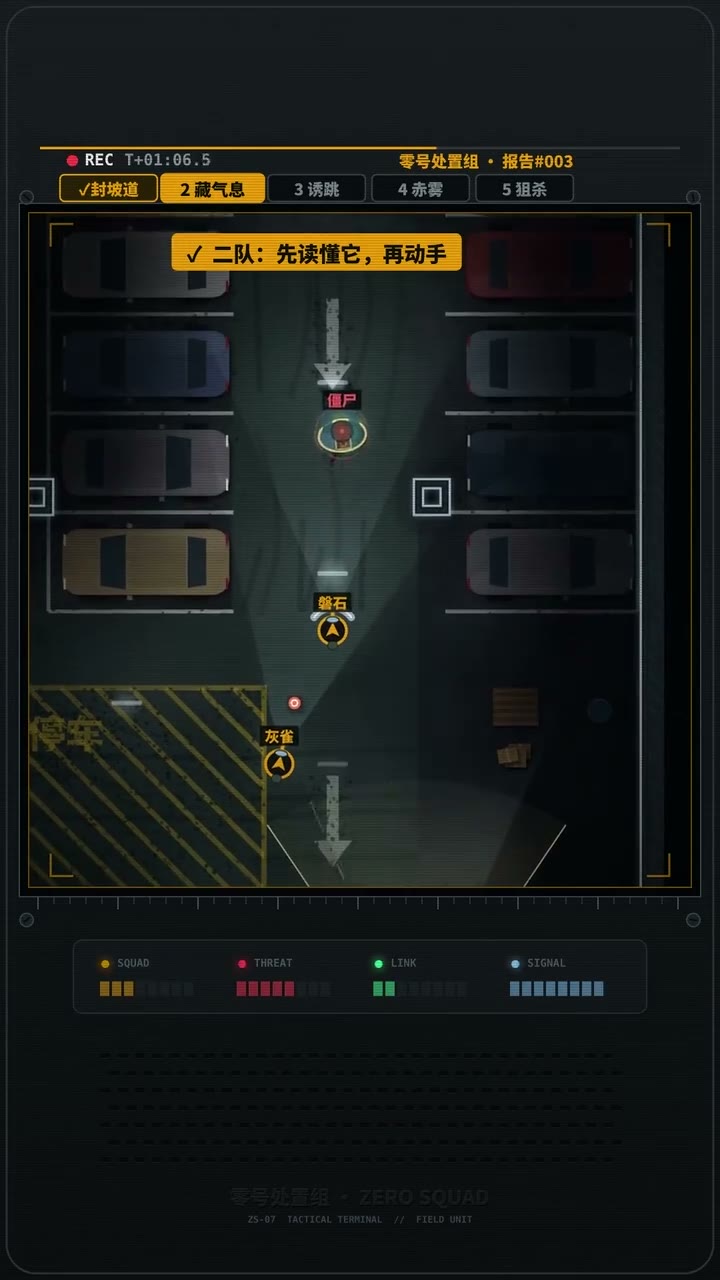 REC T+01:06.5
零号处置组 • 报告#003
✓封坡道
2 藏气息
3 诱跳
4 赤雾
5 狙杀
✓ 二队：先读懂它，再动手
僵尸
磐石
灰雀
停车
SQUAD
THREAT
LINK
SIGNAL
零号处置组 • ZERO SQUAD
ZS-07 TACTICAL TERMINAL // FIELD UNIT